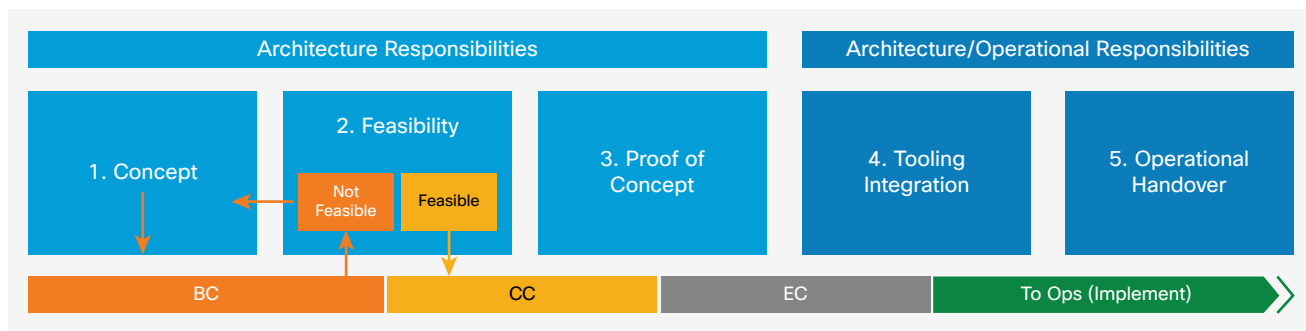 Architecture Responsibilities
Architecture/Operational Responsibilities
1. Concept
2. Feasibility
Not
Feasible
Feasible
3. Proof of
Concept
4. Tooling
Integration
5. Operational
Handover
BC
CC
EC
To Ops (Implement)